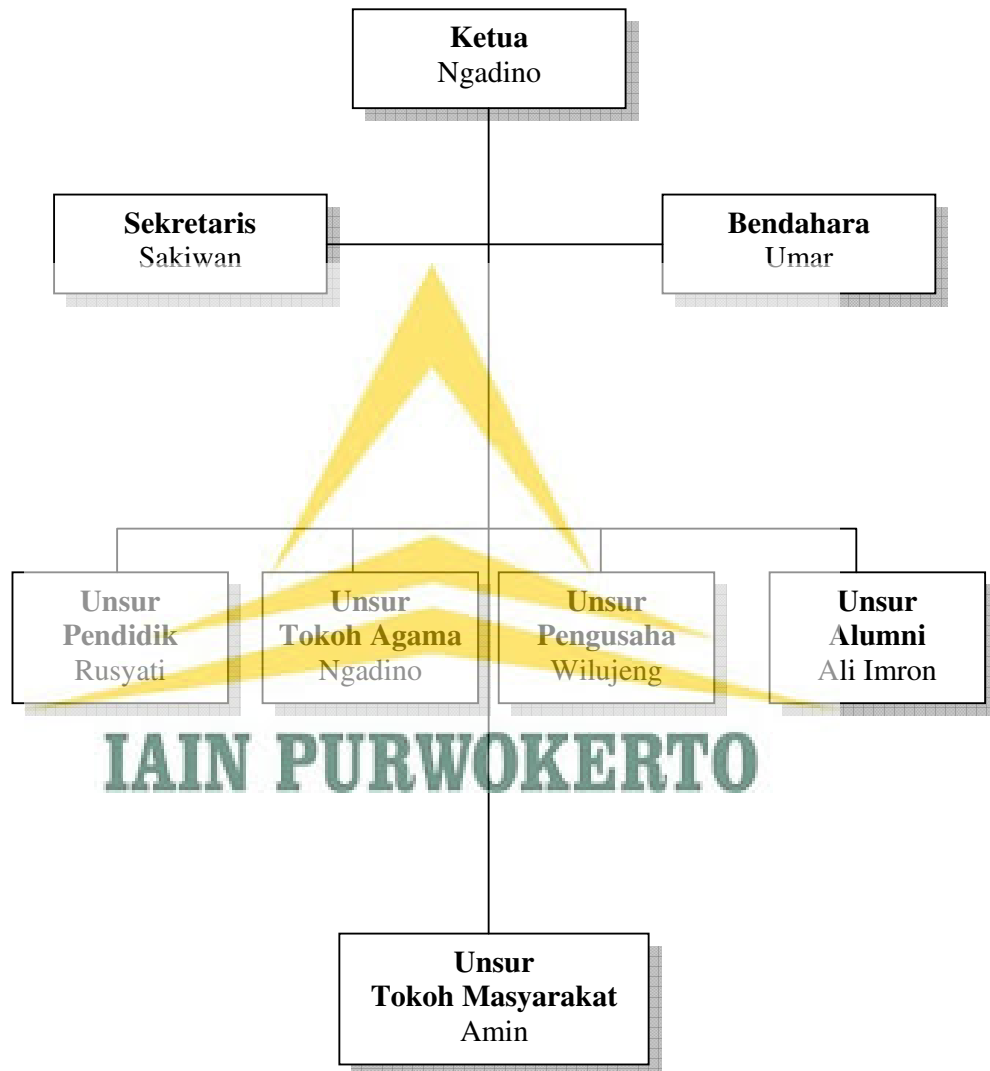 Ketua
Ngadino
Sekretaris
Sakiwan
Bendahara
Umar
Unsur
Pendidik
Rusyati
Unsur
Tokoh Agama
Ngadino
Unsur
Pengusaha
Wilujeng
Unsur
Alumni
Ali Imron
IAIN PURWOKERTO
Unsur
Tokoh Masyarakat
Amin